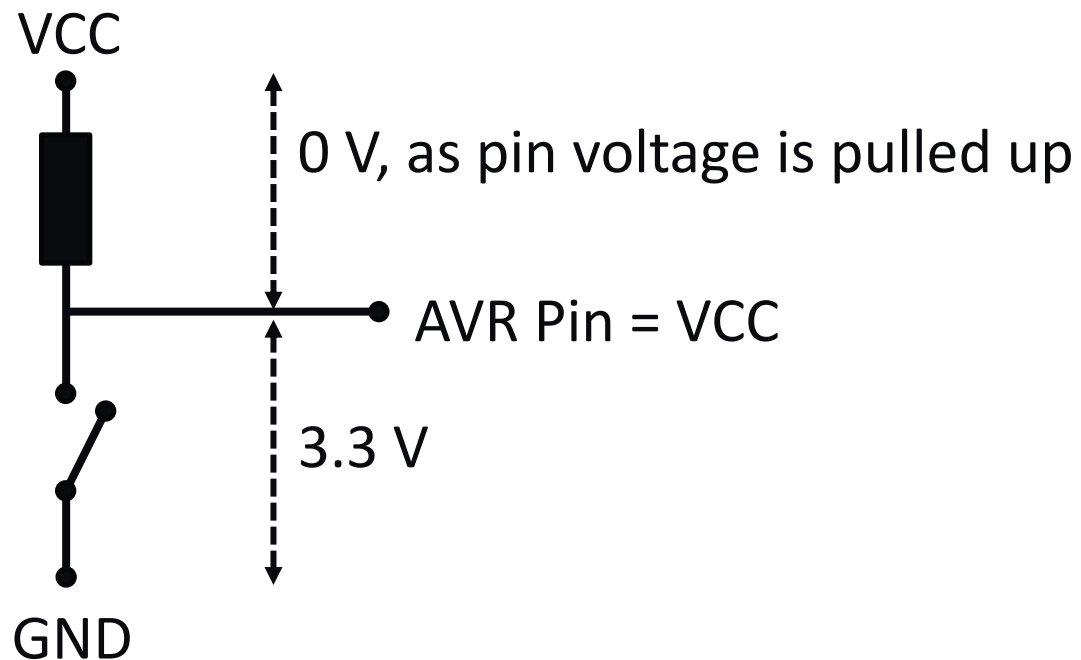 VCC
0 V, as pin voltage is pulled up
AVR Pin = VCC
3.3 V
GND